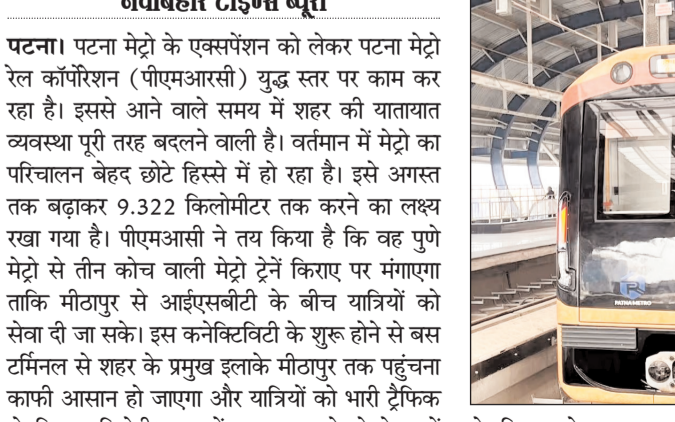 नवबिहार टाइम्स ब्यूरो
पटना। पटना मेट्रो के एक्सपेंशन को लेकर पटना मेट्रो
रेल कॉर्पोरेशन (पीएमआरसी) युद्ध स्तर पर काम कर
रहा है। इससे आने वाले समय में शहर की यातायात
व्यवस्था पूरी तरह बदलने वाली है। वर्तमान में मेट्रो का
परिचालन बेहद छोटे हिस्से में हो रहा है। इसे अगस्त
तक बढ़ाकर 9.322 किलोमीटर तक करने का लक्ष्य
रखा गया है। पीएमआसी ने तय किया है कि वह पुणे
मेट्रो से तीन कोच वाली मेट्रो ट्रेनें किराए पर मंगाएगा
ताकि मीठापुर से आईएसबीटी के बीच यात्रियों को
सेवा दी जा सके। इस कनेक्टिविटी के शुरू होने से बस
टर्मिनल से शहर के प्रमुख इलाके मीठापुर तक पहुंचना
काफी आसान हो जाएगा और यात्रियों को भारी ट्रैफिक
PATNA METRO